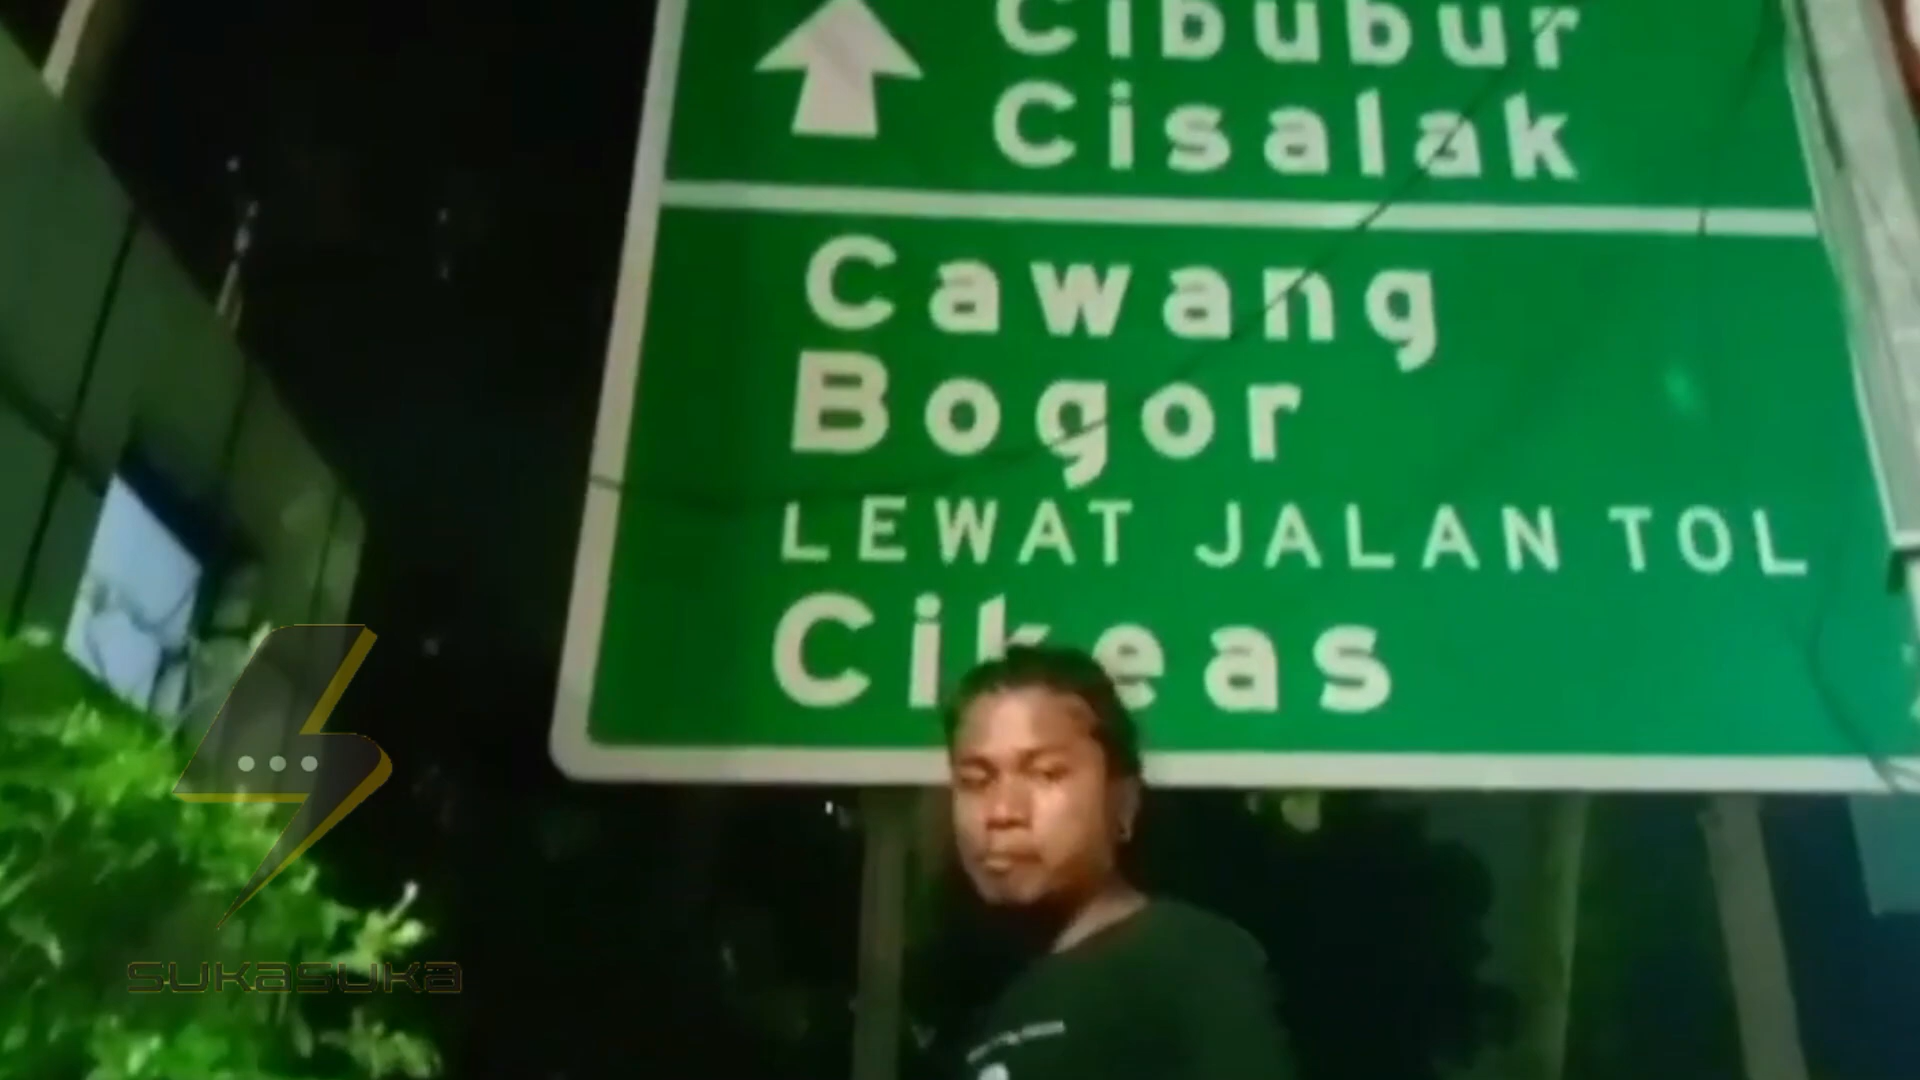 Cibubur
Cisalak
Cawang
Bogor
LEWAT JALAN TOL
Cikeas
SUKASUKA